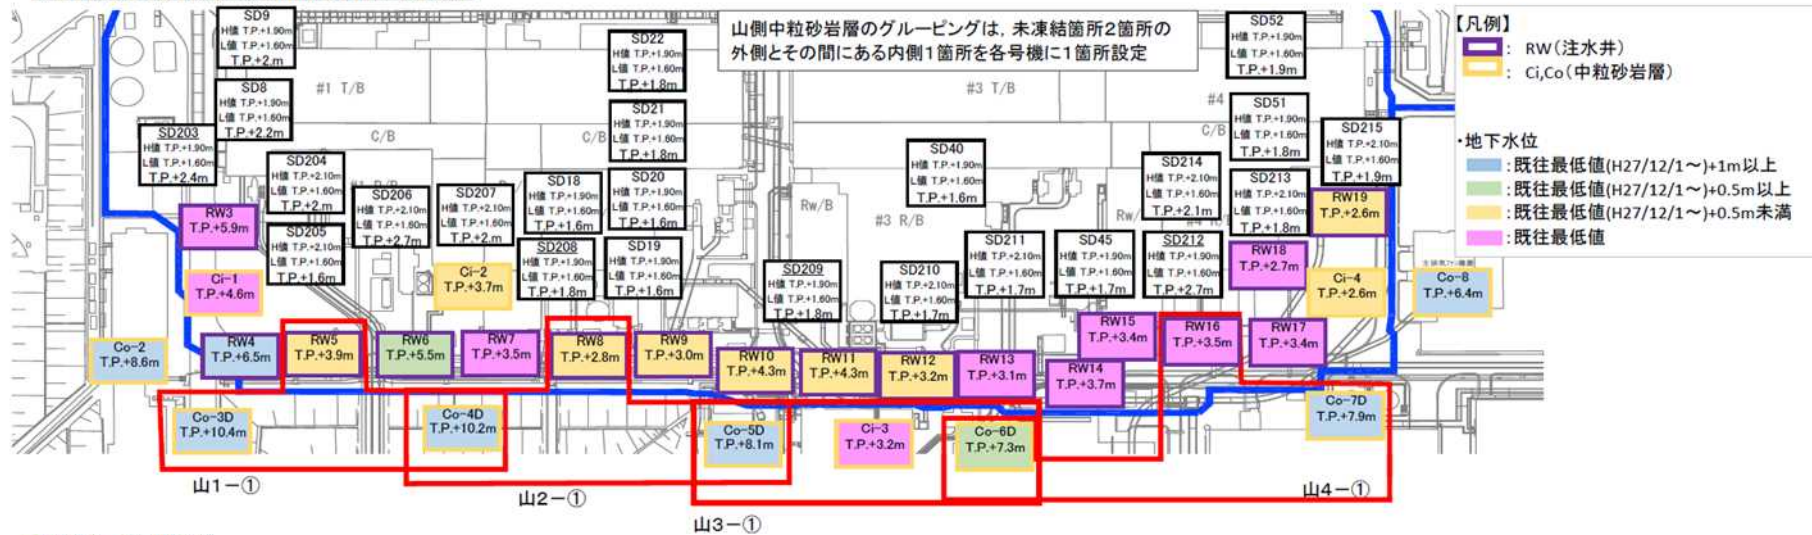 山側中粒砂岩層のグルーピングは，未凍結箇所2箇所の
外側とその間にある内側1箇所を各号機に1箇所設定
【凡例】
： RW（注水井）
： Ci,Co（中粒砂岩層）
・地下水位
：既往最低値(H27/12/1～)+1m以上
：既往最低値(H27/12/1～)+0.5m以上
：既往最低値(H27/12/1～)+0.5m未満
：既往最低値
SD9
H値 T.P.+1.90m
L値 T.P.+1.60m
T.P.+2.m
SD8
H値 T.P.+1.90m
L値 T.P.+1.60m
T.P.+2.2m
SD203
H値 T.P.+1.90m
L値 T.P.+1.60m
T.P.+2.4m
SD204
H値 T.P.+2.10m
L値 T.P.+1.60m
T.P.+2.m
SD205
H値 T.P.+2.10m
L値 T.P.+1.60m
T.P.+1.6m
SD206
H値 T.P.+2.10m
L値 T.P.+1.60m
T.P.+2.7m
SD207
H値 T.P.+2.10m
L値 T.P.+1.60m
T.P.+2.m
SD18
H値 T.P.+1.90m
L値 T.P.+1.60m
T.P.+1.6m
SD208
H値 T.P.+1.90m
L値 T.P.+1.60m
T.P.+1.8m
SD22
H値 T.P.+1.90m
L値 T.P.+1.60m
T.P.+1.8m
SD21
H値 T.P.+1.90m
L値 T.P.+1.60m
T.P.+1.8m
SD20
H値 T.P.+1.90m
L値 T.P.+1.60m
T.P.+1.6m
SD19
H値 T.P.+1.90m
L値 T.P.+1.60m
T.P.+1.6m
SD209
H値 T.P.+1.90m
L値 T.P.+1.60m
T.P.+1.8m
SD210
H値 T.P.+2.10m
L値 T.P.+1.60m
T.P.+1.7m
SD40
H値 T.P.+1.90m
L値 T.P.+1.60m
T.P.+1.6m
SD211
H値 T.P.+2.10m
L値 T.P.+1.60m
T.P.+1.7m
SD45
H値 T.P.+1.90m
L値 T.P.+1.60m
T.P.+1.7m
SD214
H値 T.P.+2.10m
L値 T.P.+1.60m
T.P.+2.1m
SD212
H値 T.P.+2.10m
L値 T.P.+1.60m
T.P.+2.7m
SD52
H値 T.P.+1.90m
L値 T.P.+1.60m
T.P.+1.9m
SD51
H値 T.P.+1.90m
L値 T.P.+1.60m
T.P.+1.8m
SD213
H値 T.P.+2.10m
L値 T.P.+1.60m
T.P.+1.8m
SD215
H値 T.P.+2.10m
L値 T.P.+1.60m
T.P.+1.9m
#1 T/B
C/B
C/B
#3 T/B
Rw/B
#3 R/B
#4
C/B
RW3
T.P.+5.9m
Ci-1
T.P.+4.6m
Ci-2
T.P.+3.7m
RW19
T.P.+2.6m
RW18
T.P.+2.7m
Ci-4
T.P.+2.6m
Co-8
T.P.+6.4m
Co-2
T.P.+8.6m
RW4
T.P.+6.5m
RW5
T.P.+3.9m
RW6
T.P.+5.5m
RW7
T.P.+3.5m
RW8
T.P.+2.8m
RW9
T.P.+3.0m
RW10
T.P.+4.3m
RW11
T.P.+4.3m
RW12
T.P.+3.2m
RW13
T.P.+3.1m
RW14
T.P.+3.7m
RW15
T.P.+3.4m
RW16
T.P.+3.5m
RW17
T.P.+3.4m
Co-3D
T.P.+10.4m
Co-4D
T.P.+10.2m
Co-5D
T.P.+8.1m
Ci-3
T.P.+3.2m
Co-6D
T.P.+7.3m
Co-7D
T.P.+7.9m
山1－①
山2－①
山3－①
山4－①